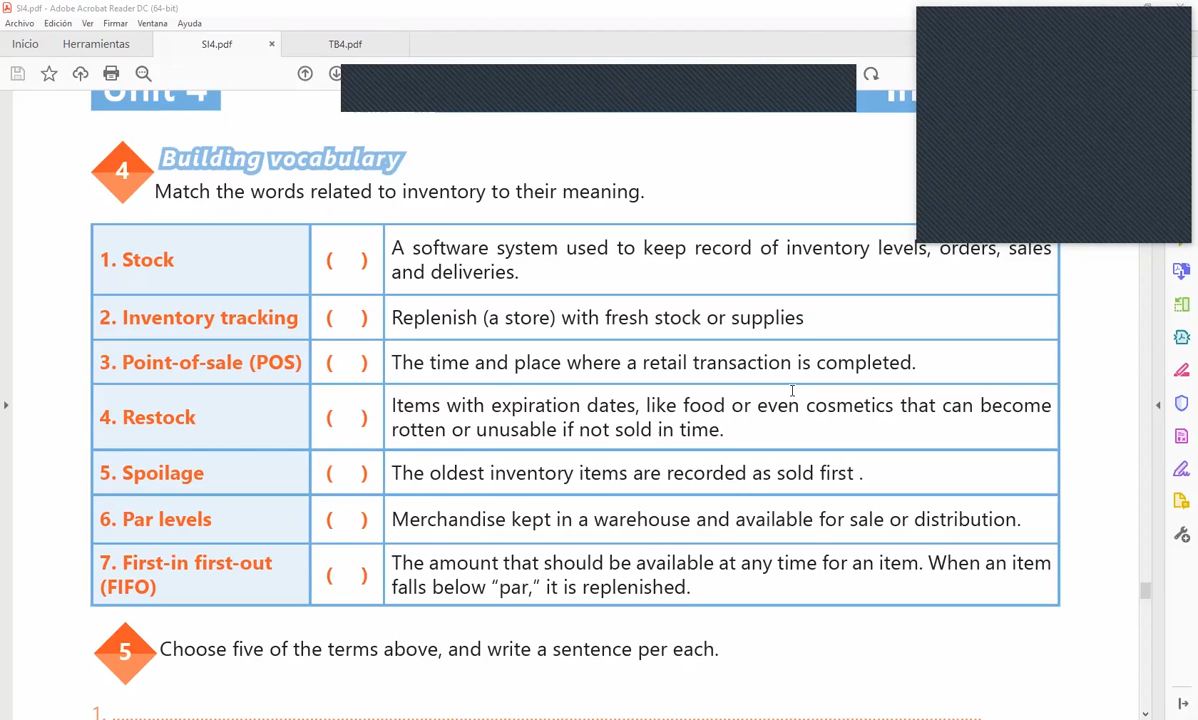 SI4.pdf - Adobe Acrobat Reader DC (64-bit)
Archivo Edición Ver Firmar Ventana Ayuda
Inicio Herramientas SI4.pdf × TB4.pdf
Unit 4
4 Building vocabulary
Match the words related to inventory to their meaning.
1. Stock ( ) A software system used to keep record of inventory levels, orders, sales
and deliveries.
2. Inventory tracking ( ) Replenish (a store) with fresh stock or supplies
3. Point-of-sale (POS) ( ) The time and place where a retail transaction is completed.
4. Restock ( ) Items with expiration dates, like food or even cosmetics that can become
rotten or unusable if not sold in time.
5. Spoilage ( ) The oldest inventory items are recorded as sold first .
6. Par levels ( ) Merchandise kept in a warehouse and available for sale or distribution.
7. First-in first-out
(FIFO) ( ) The amount that should be available at any time for an item. When an item
falls below “par,” it is replenished.
5 Choose five of the terms above, and write a sentence per each.
1. ........................................................................